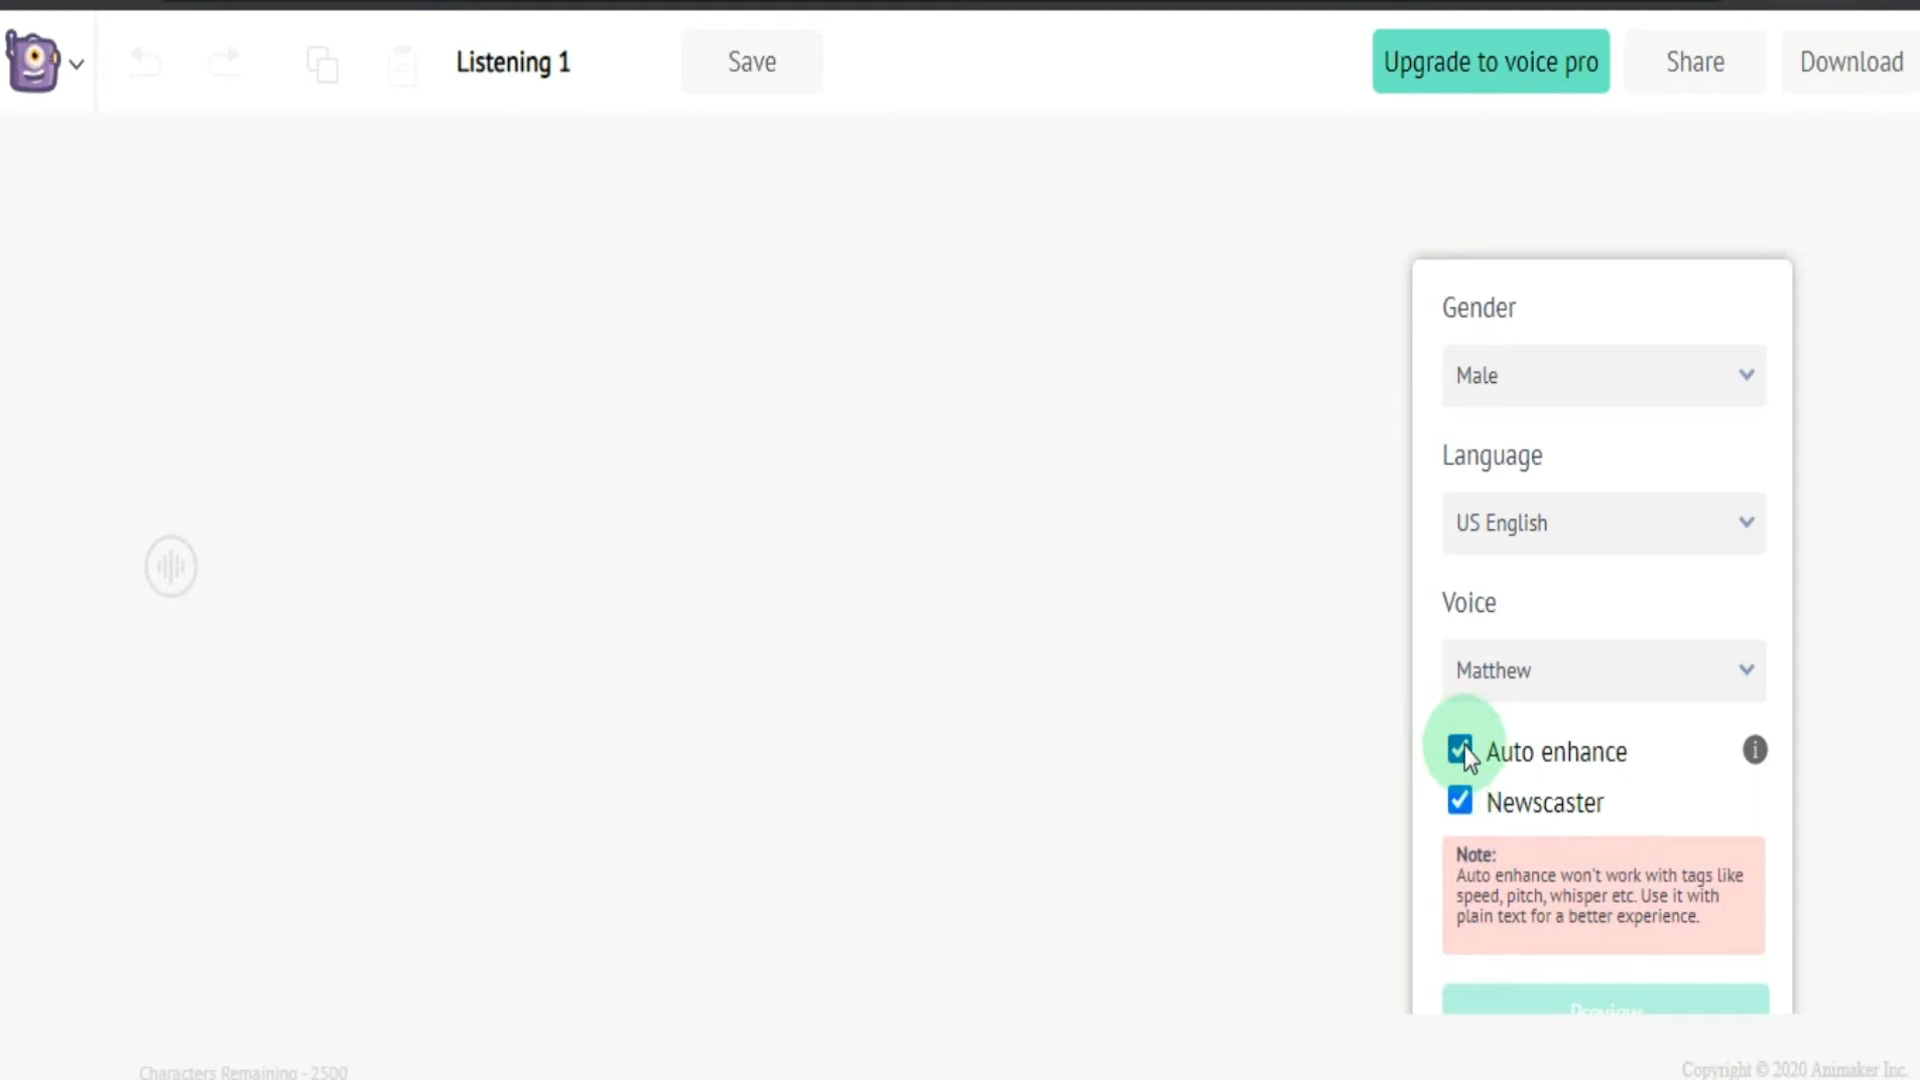 Listening 1
Save
Upgrade to voice pro
Share
Download
Gender
Male
Language
US English
Voice
Matthew
Auto enhance
Newscaster
Note:
Auto enhance won't work with tags like
speed, pitch, whisper etc. Use it with
plain text for a better experience.
Preview
Characters Remaining - 2500
Copyright © 2020 Animaker Inc.